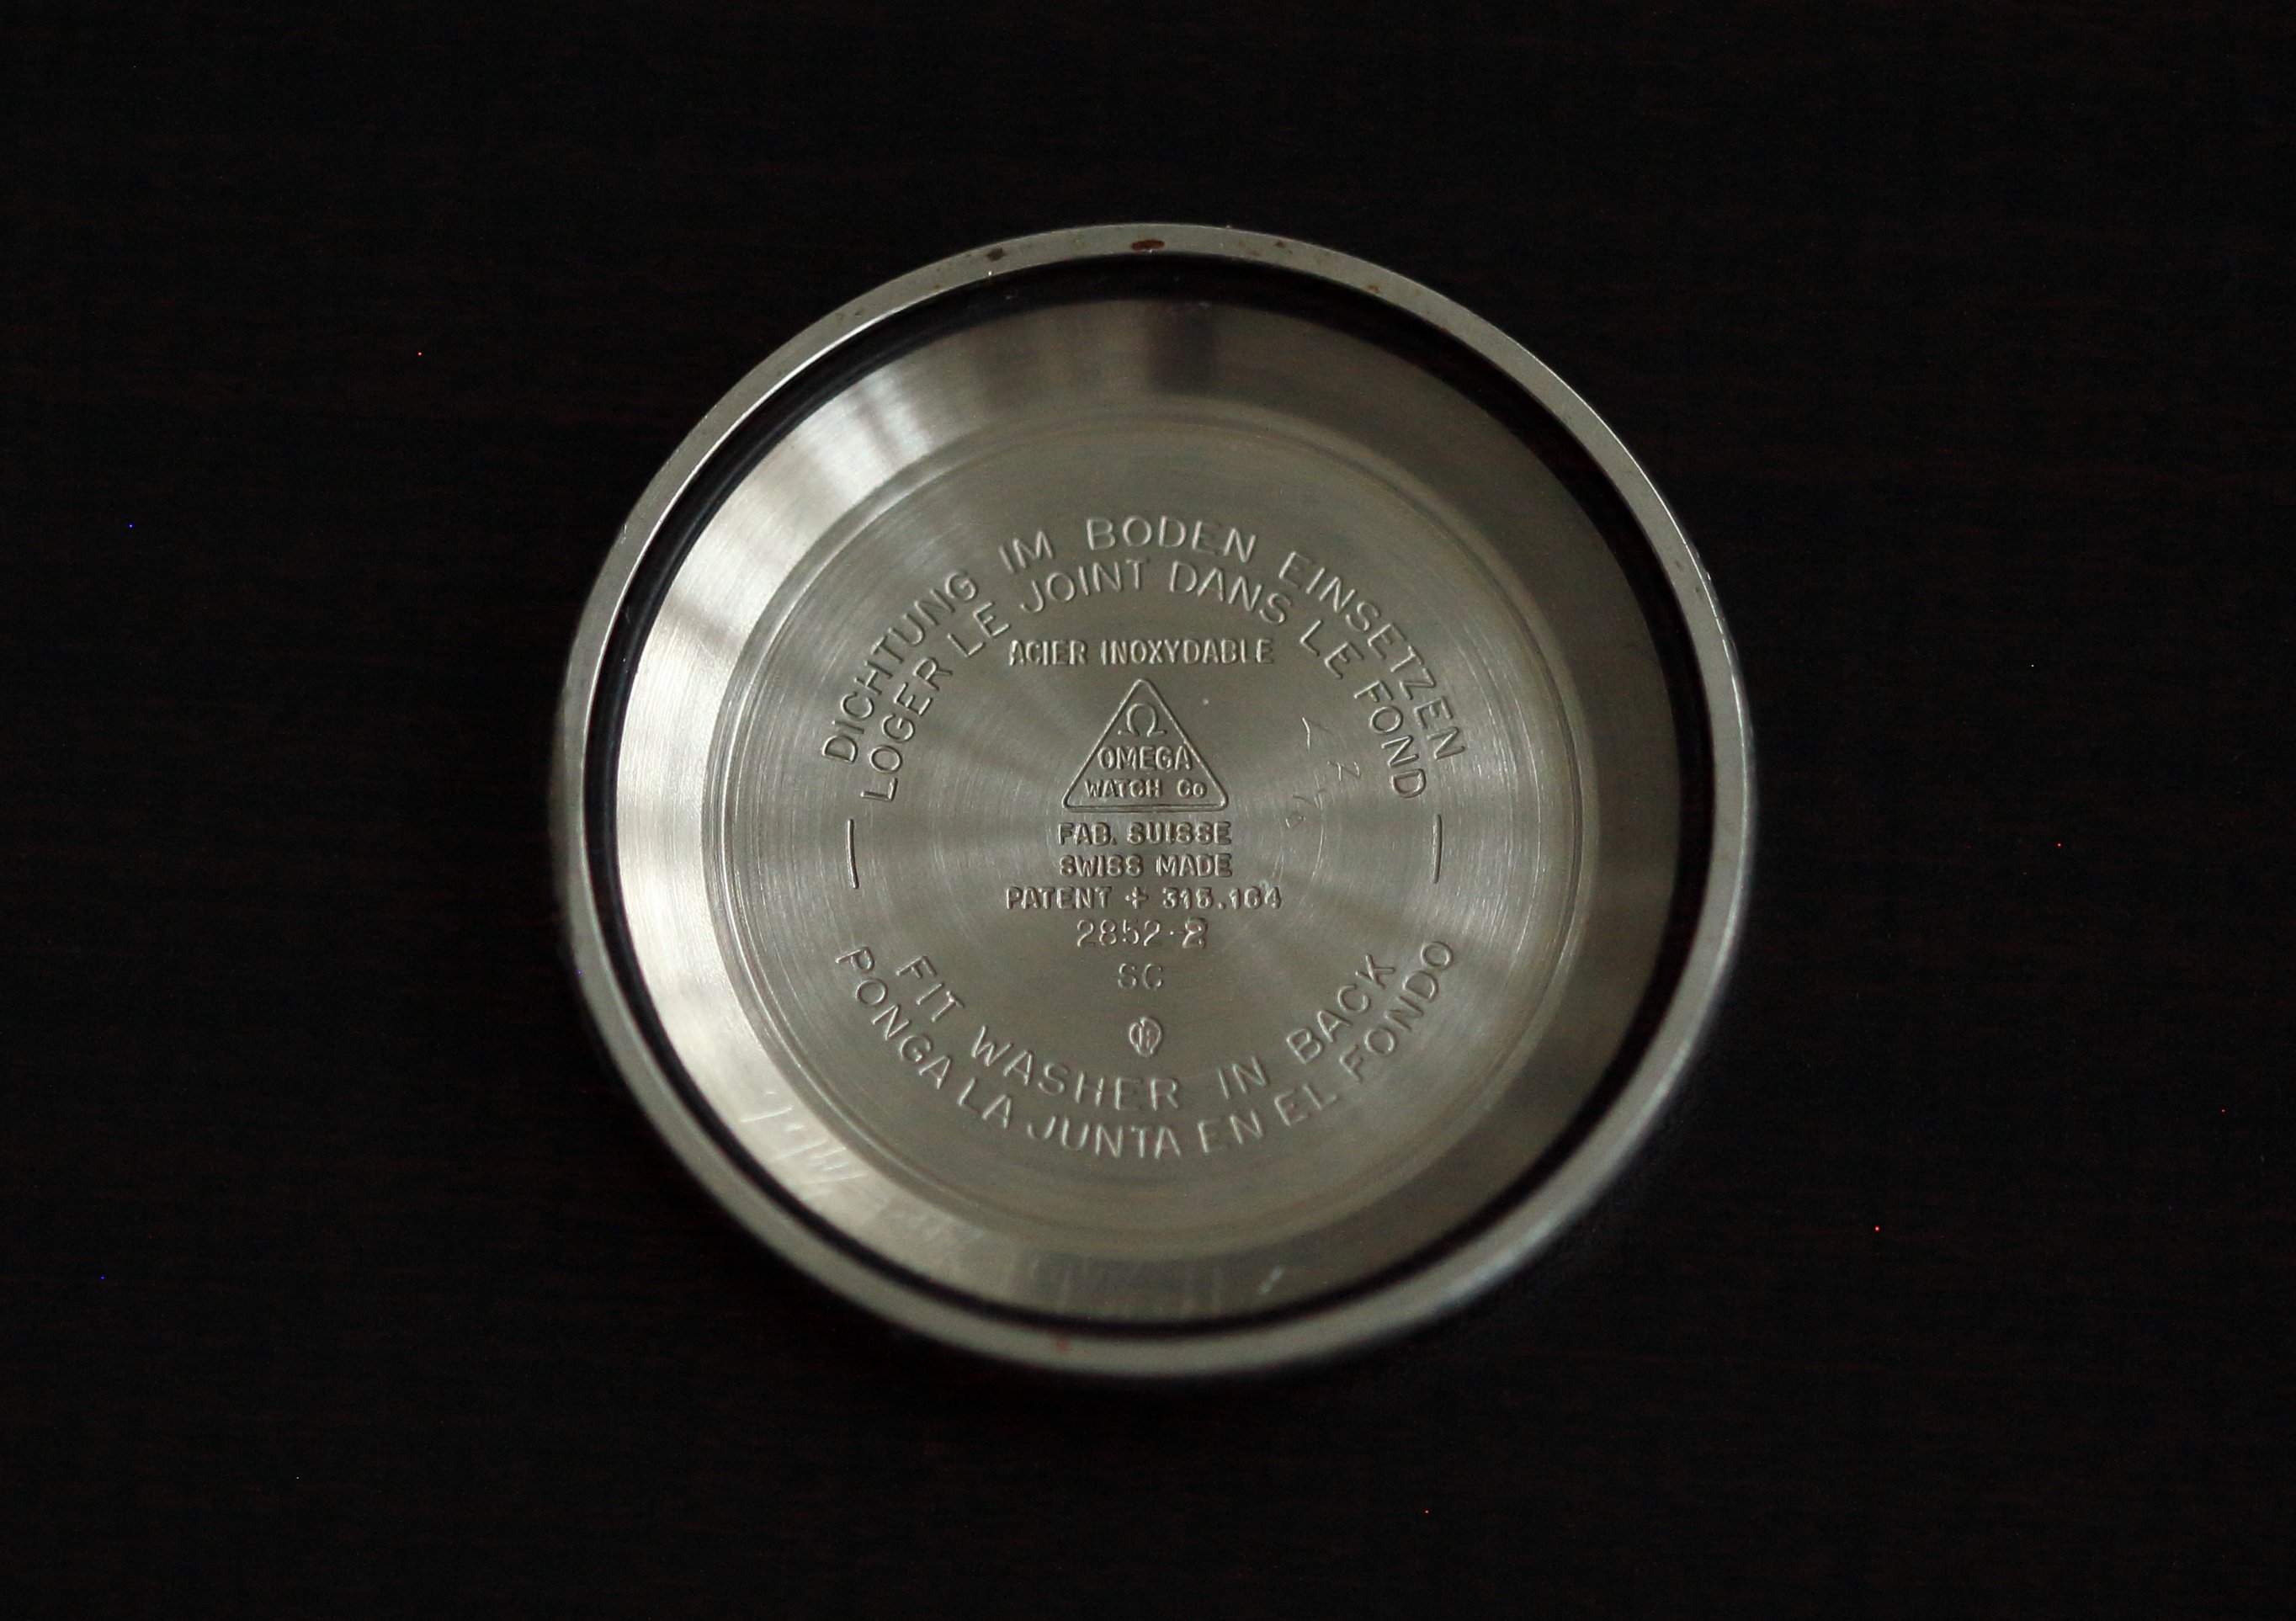 DICHTUNG IM BODEN EINSETZEN
LOGER LE JOINT DANS LE FOND
ACIER INOXYDABLE
Ω
OMEGA
WATCH Co
FAB. SUISSE
SWISS MADE
PATENT + 315.164
2852-2
SC
FIT WASHER IN BACK
PONGA LA JUNTA EN EL FONDO